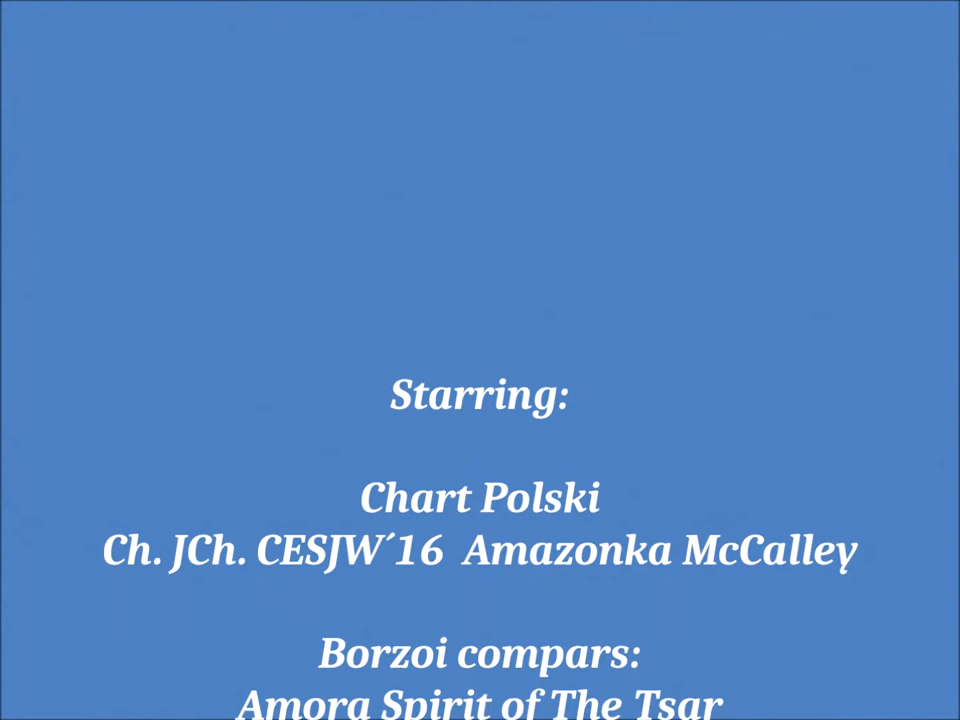 Starring:
Chart Polski
Ch. JCh. CESJW´16 Amazonka McCalley
Borzoi compars:
Amora Spirit of The Tsar